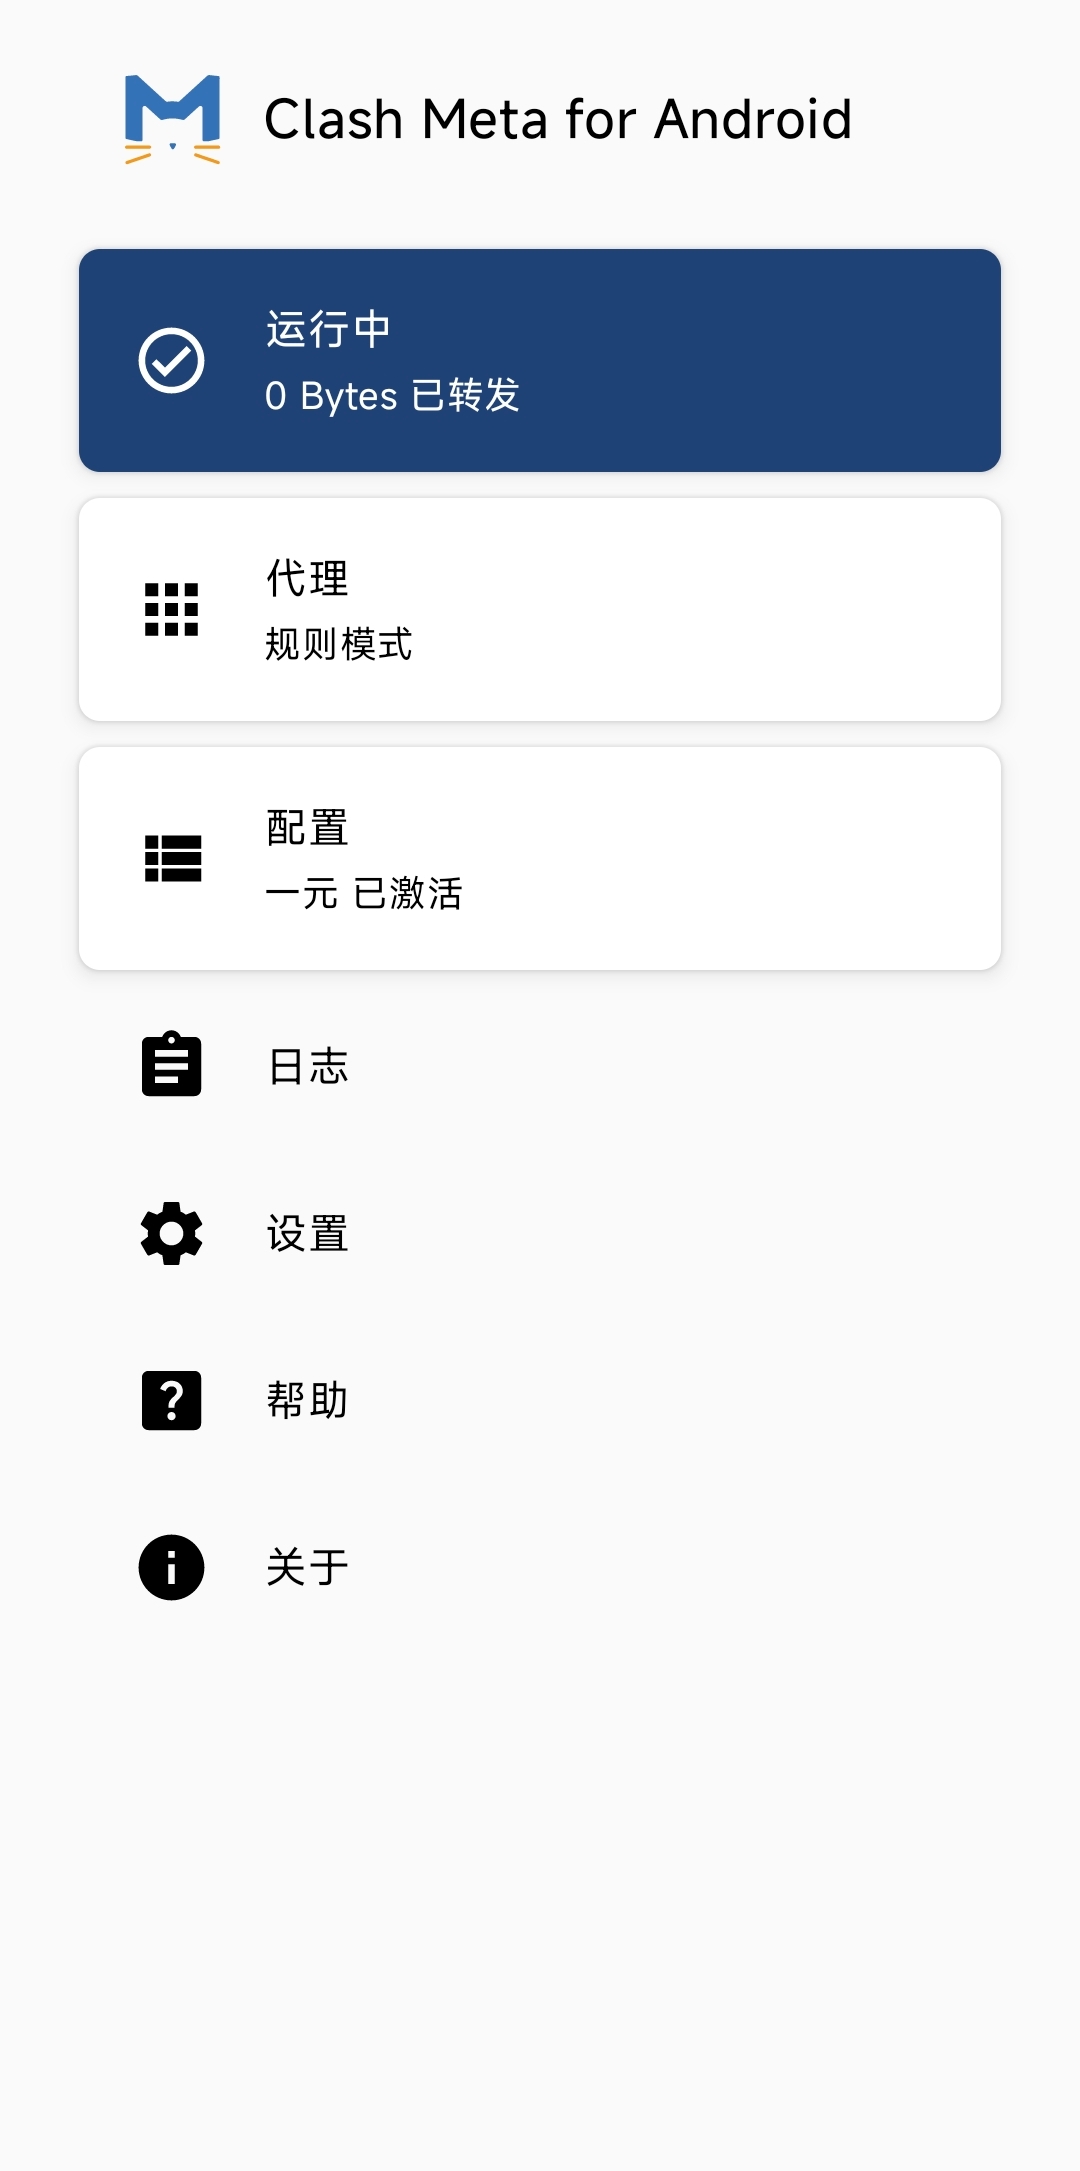 Clash Meta for Android
运行中
0 Bytes 已转发
代理
规则模式
配置
一元 已激活
日志
设置
帮助
关于